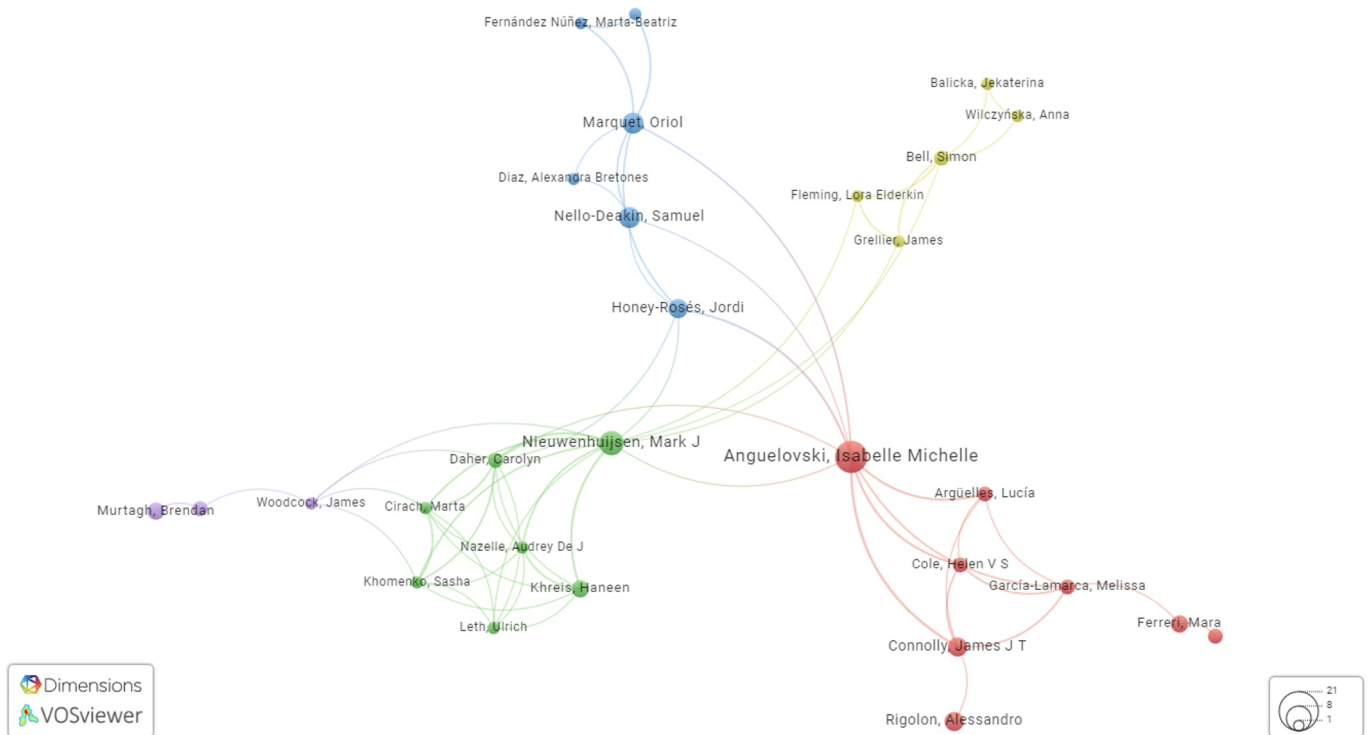 Fernández Núñez, Marta-Beatriz
Balicka, Jekaterina
Wilczyńska, Anna
Marquet, Oriol
Bell, Simon
Diaz, Alexandra Bretones
Fleming, Lora Elderkin
Nello-Deakin, Samuel
Grellier, James
Honey-Rosés, Jordi
Nieuwenhuijsen, Mark J
Anguelovski, Isabelle Michelle
Daher, Carolyn
Argüelles, Lucía
Woodcock, James
Cirach, Marta
Murtagh, Brendan
Nazelle, Audrey De J
Cole, Helen V S
Khomenko, Sasha
Khreis, Haneen
García-Lamarca, Melissa
Leth, Ulrich
Ferreri, Mara
Connolly, James J T
Rigolon, Alessandro
Dimensions
VOSviewer
21
8
1